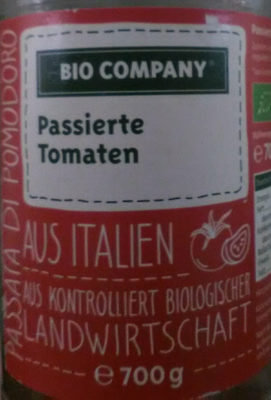 BIO COMPANY
Passierte
Tomaten
AUS ITALIEN
AUS KONTROLLIERT BIOLOGISCHER
LANDWIRTSCHAFT
℮ 700 g
PASSATA DI POMODORO